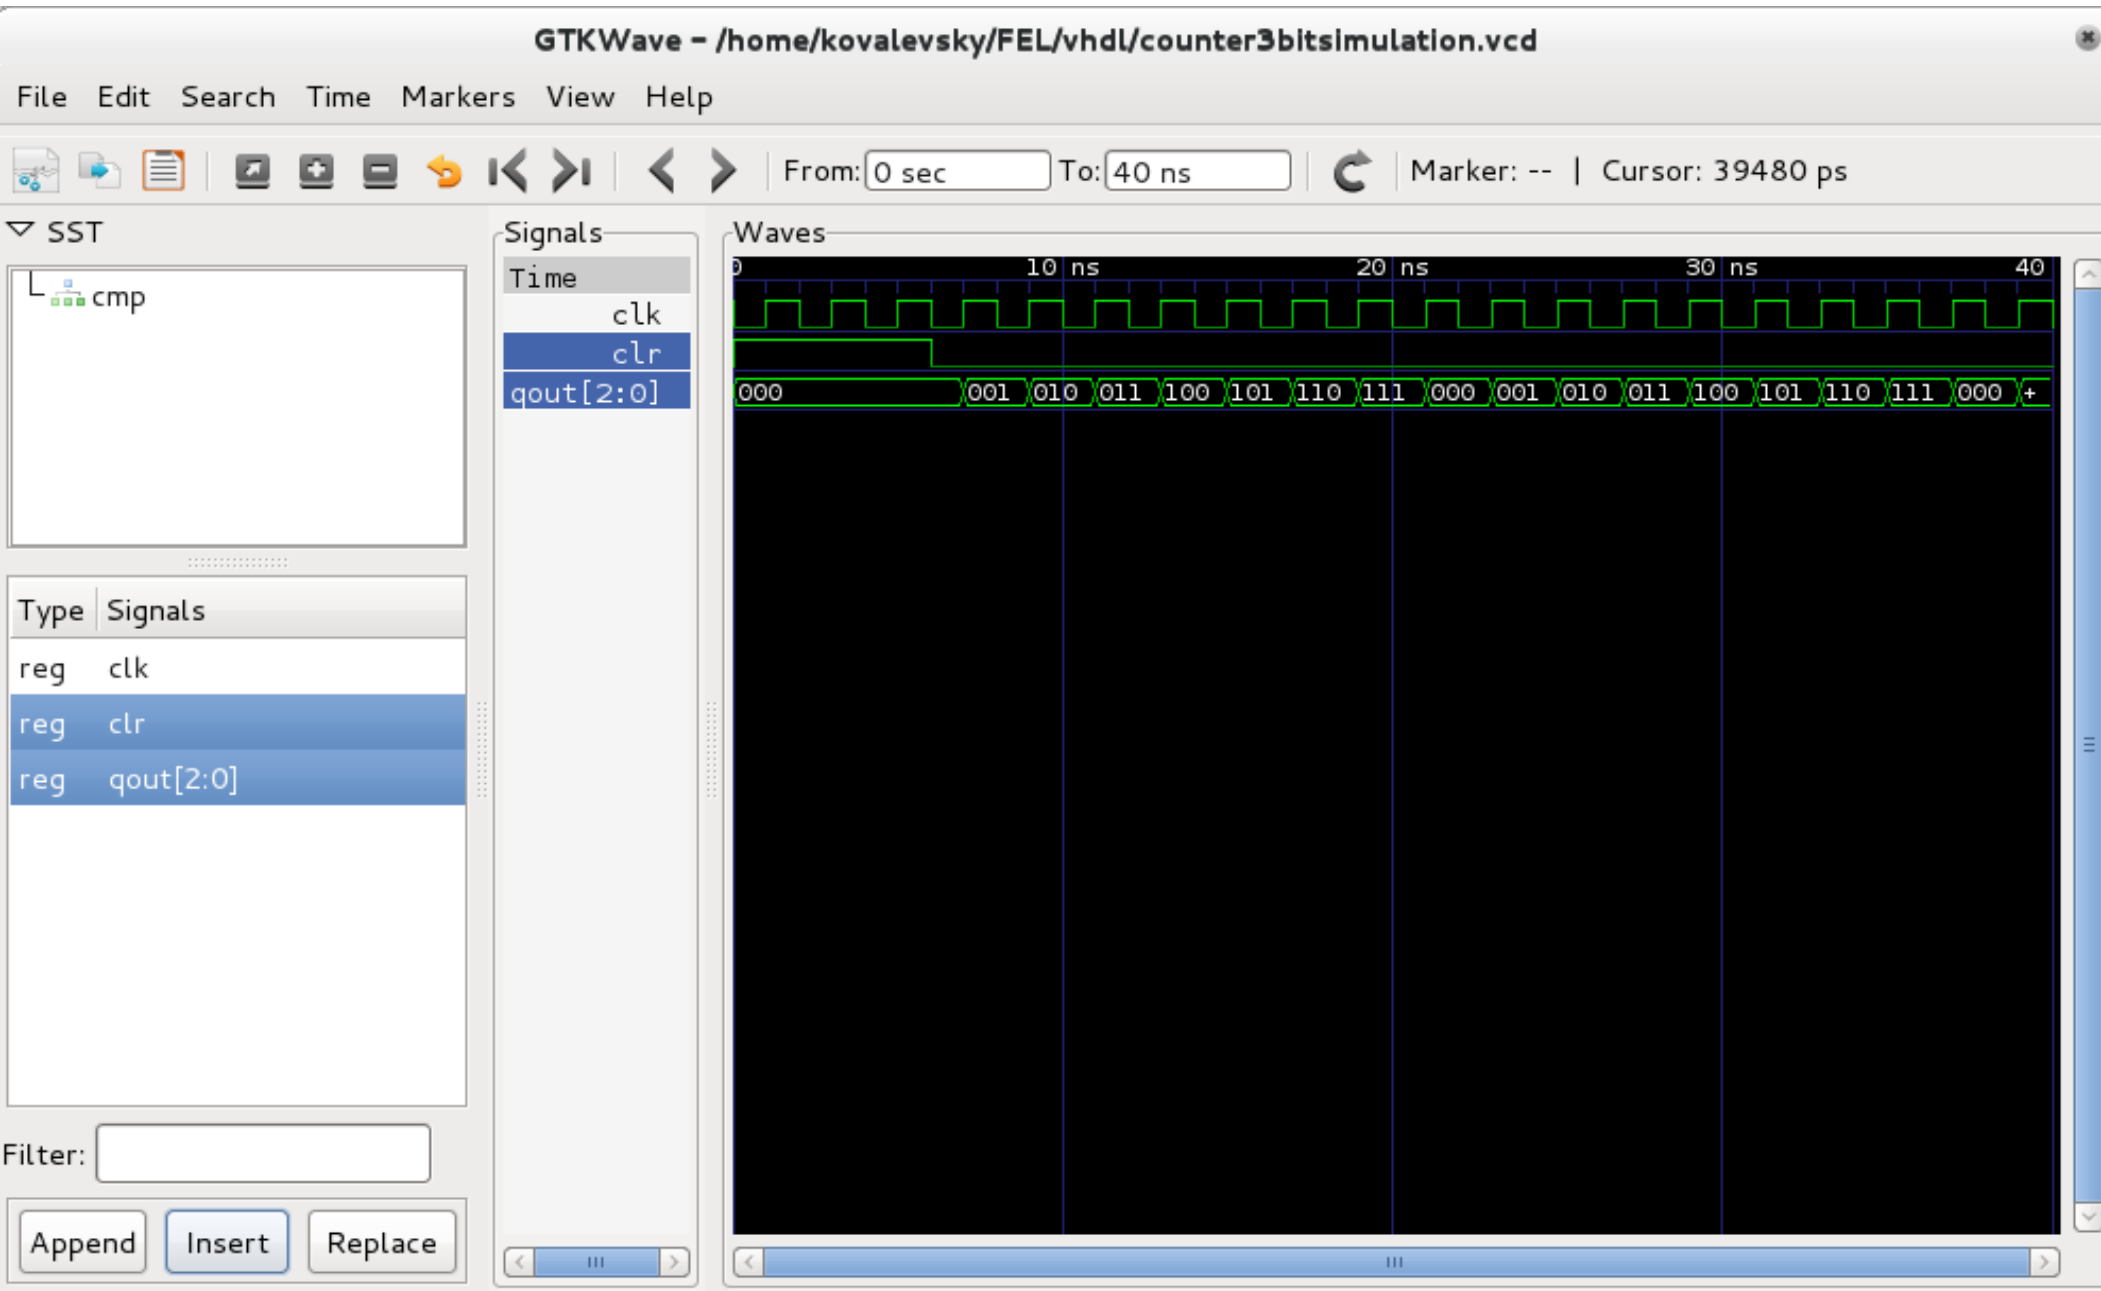 GTKWave – /home/kovalevsky/FEL/vhdl/counter3bitsimulation.vcd
File Edit Search Time Markers View Help
From: 0 sec To: 40 ns Marker: -- | Cursor: 39480 ps
SST
cmp
Type Signals
reg clk
reg clr
reg qout[2:0]
Filter:
Append Insert Replace
Signals
Time
clk
clr
qout[2:0]
Waves
0 10 ns 20 ns 30 ns 40
000 001 010 011 100 101 110 111 000 001 010 011 100 101 110 111 000 +